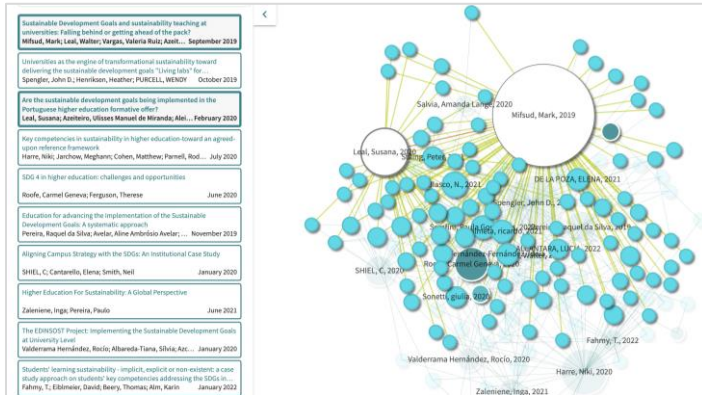 Sustainable Development Goals and sustainability teaching at
universities: Falling behind or getting ahead of the pack?
Mifsud, Mark; Leal, Walter; Vargas, Valeria Ruiz; Azeit... September 2019
Universities as the engine of transformational sustainability toward
delivering the sustainable development goals "Living labs" for...
Spengler, John D.; Henriksen, Heather; PURCELL, WENDY October 2019
Are the sustainable development goals being implemented in the
Portuguese higher education formative offer?
Leal, Susana; Azeiteiro, Ulisses Manuel de Miranda; Alei... February 2020
Key competencies in sustainability in higher education-toward an agreed-
upon reference framework
Harre, Niki; Jarchow, Meghann; Cohen, Matthew; Parnell, Rod... July 2020
SDG 4 in higher education: challenges and opportunities
Roofe, Carmel Geneva; Ferguson, Therese June 2020
Education for advancing the implementation of the Sustainable
Development Goals: A systematic approach
Pereira, Raquel da Silva; Avelar, Aline Ambrósio Avelar; ... November 2019
Aligning Campus Strategy with the SDGs: An Institutional Case Study
SHIEL, C; Cantarello, Elena; Smith, Neil January 2020
Higher Education For Sustainability: A Global Perspective
Zaleniene, Inga; Pereira, Paulo June 2021
The EDINSOST Project: Implementing the Sustainable Development Goals
at University Level
Valderrama Hernández, Rocío; Albareda-Tiana, Silvia; Azc... January 2020
Students' learning sustainability - implicit, explicit or non-existent: a case
study approach on students' key competencies addressing the SDGs in...
Fahmy, T.; Eiblmeier, David; Beery, Thomas; Alm, Karin January 2022
<
Salvia, Amanda Lange, 2020
Mifsud, Mark, 2019
Leal, Susana, 2020
DE LA POZA, ELENA, 2021
Blasco, N., 2021
Spengler, John D., 2
ALCÁNTARA, LUCÍA, 2022
SHIEL, C, 2020
Carmel Geneva, 2020
Sonetti, giulia, 2020
Fahmy, T., 2022
Valderrama Hernández, Rocío, 2020
Harre, Niki, 2020
Zaleniene, Inga, 2021